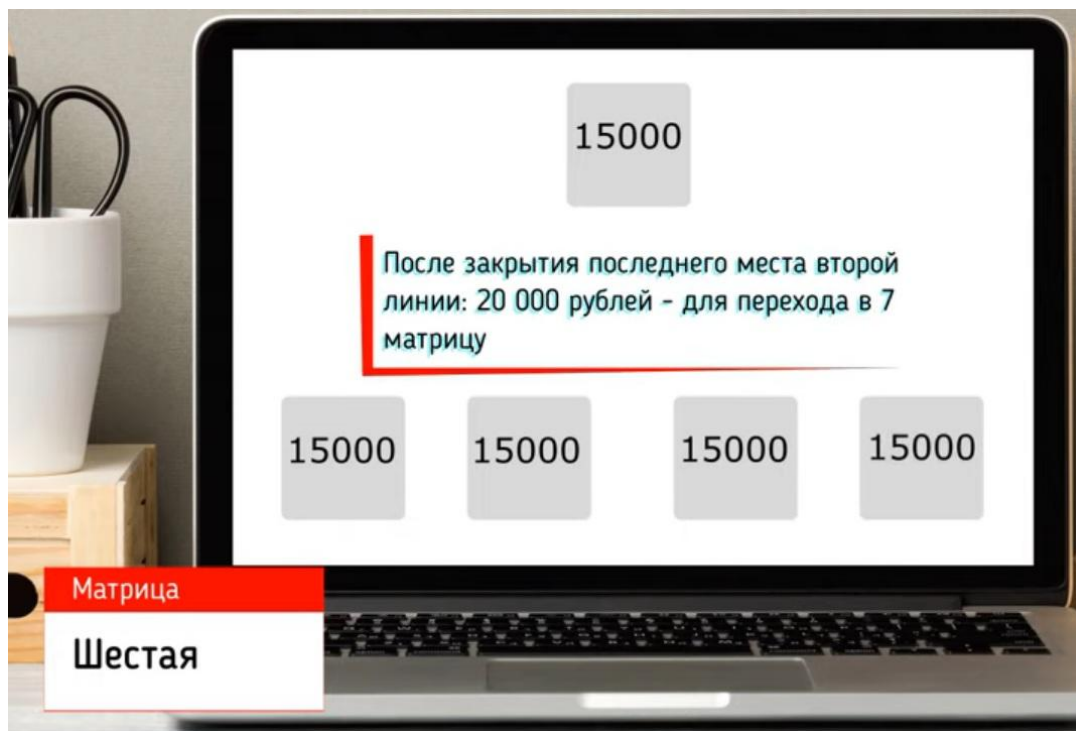 15000
После закрытия последнего места второй
линии: 20 000 рублей - для перехода в 7
матрицу
15000 15000 15000 15000
Матрица
Шестая